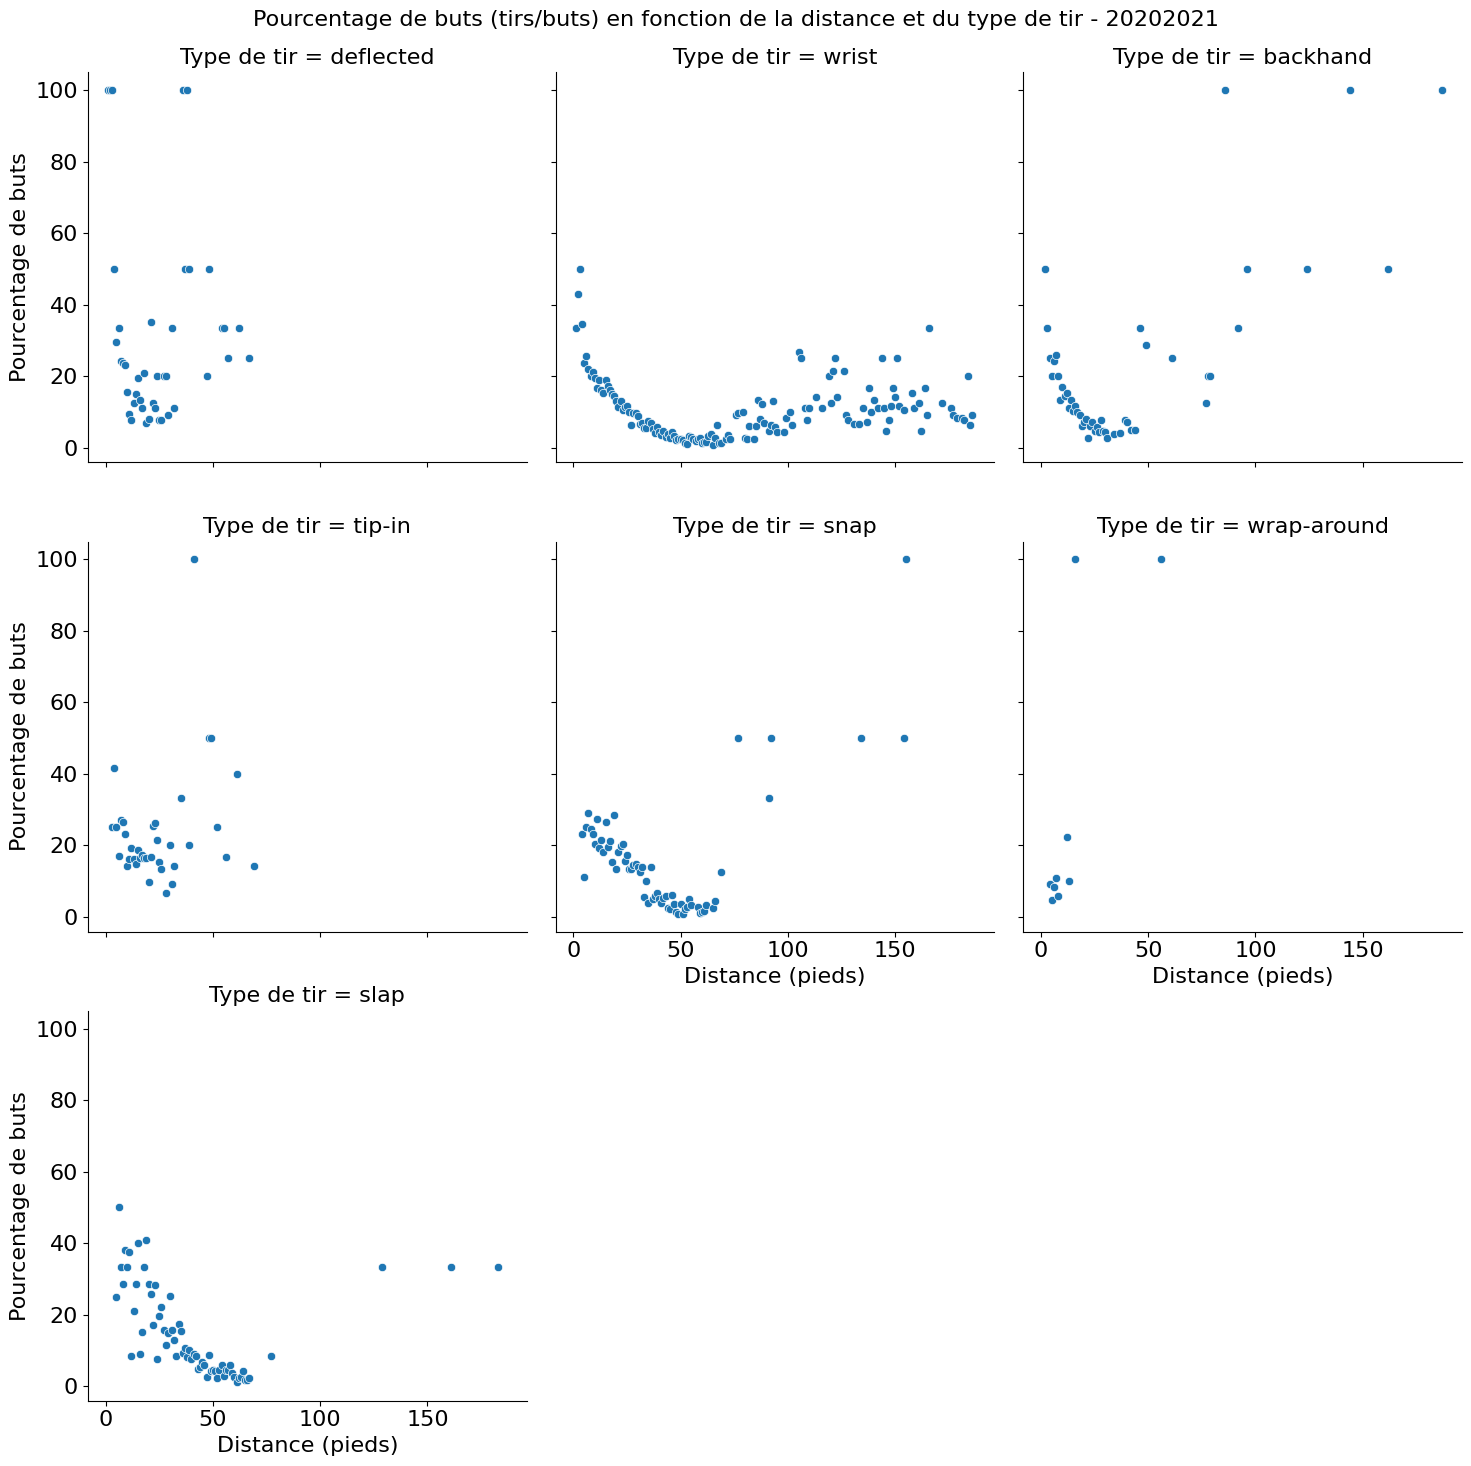 Pourcentage de buts (tirs/buts) en fonction de la distance et du type de tir - 20202021
Type de tir = deflected
Type de tir = wrist
Type de tir = backhand
100
80
60
40
20
0
Pourcentage de buts
Type de tir = tip-in
Type de tir = snap
Type de tir = wrap-around
100
80
60
40
20
0
Pourcentage de buts
0 50 100 150
Distance (pieds)
0 50 100 150
Distance (pieds)
Type de tir = slap
100
80
60
40
20
0
Pourcentage de buts
0 50 100 150
Distance (pieds)